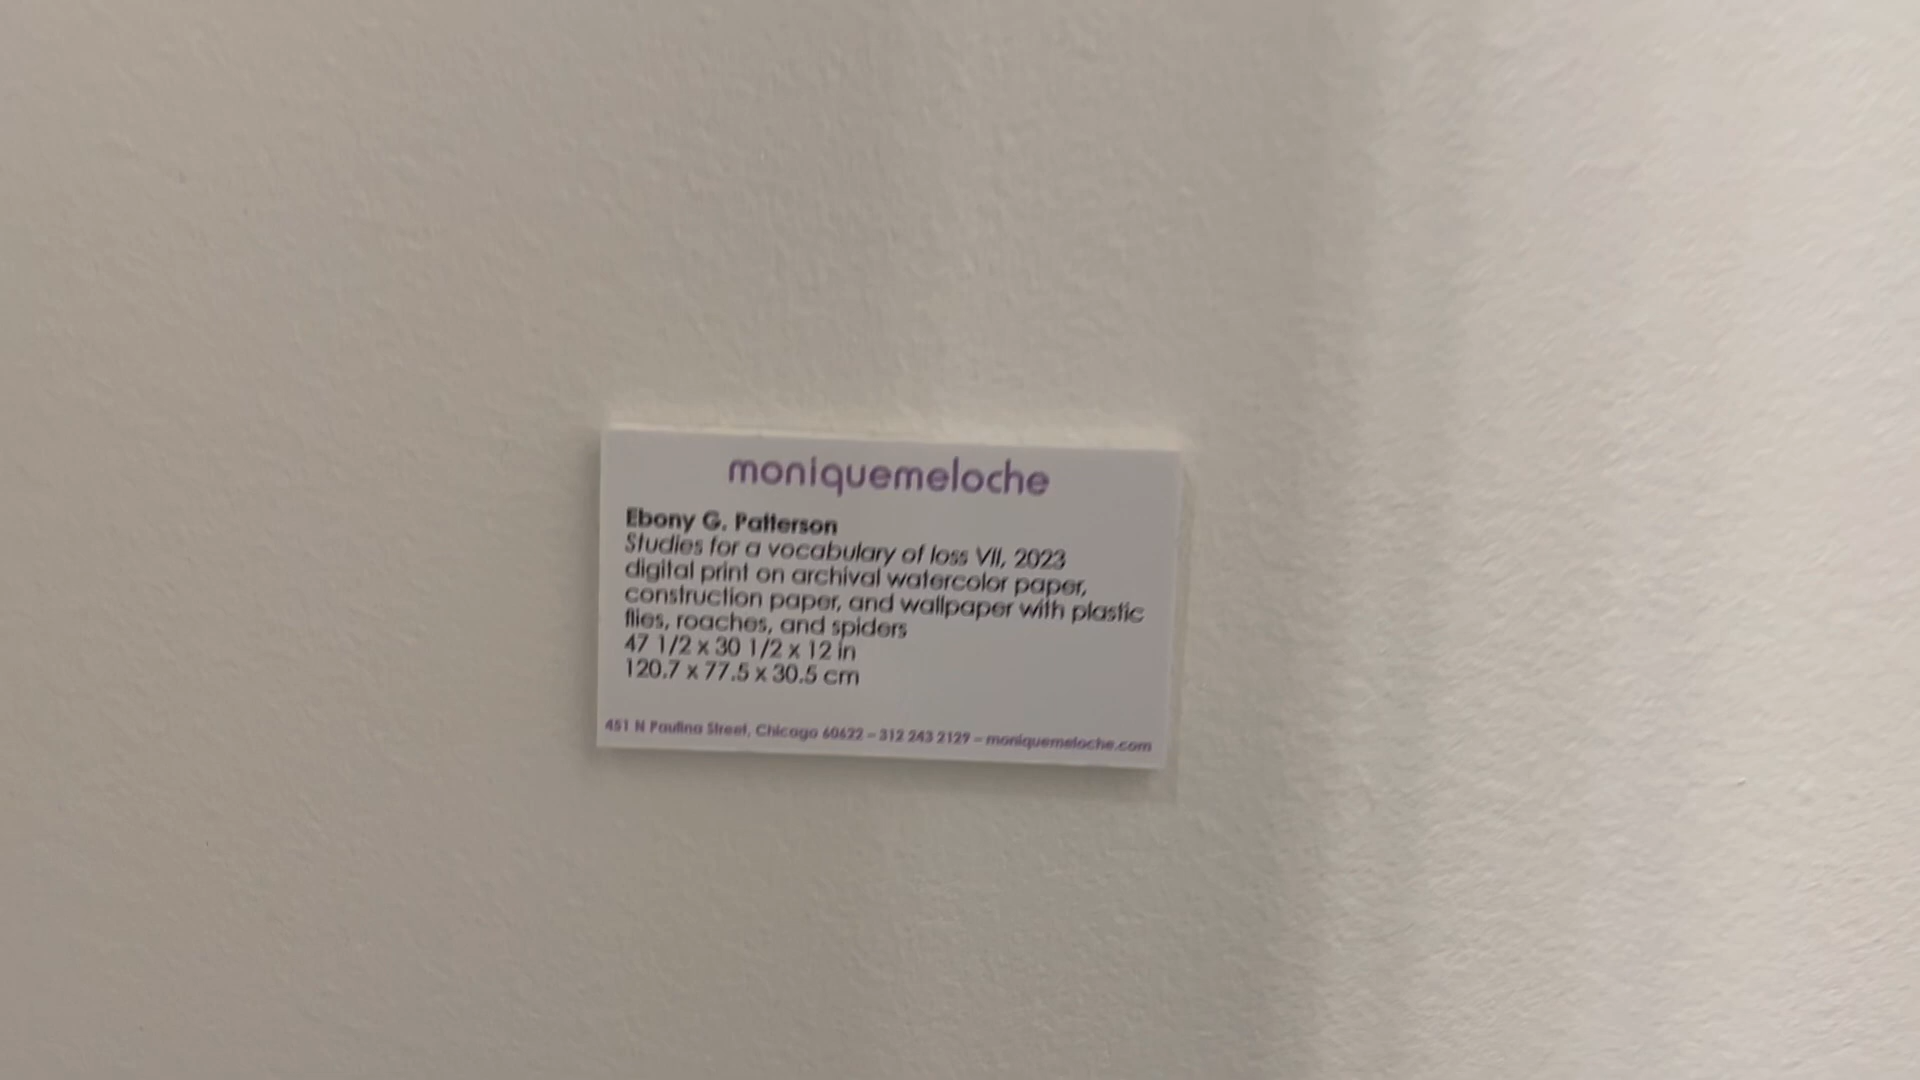 moniquemeloche
Ebony G. Patterson
Studies for a vocabulary of loss VII, 2023
digital print on archival watercolor paper,
construction paper, and wallpaper with plastic
flies, roaches, and spiders
47 1/2 x 30 1/2 x 12 in
120.7 x 77.5 x 30.5 cm
451 N Paulina Street, Chicago 60622 – 312 243 2129 – moniquemeloche.com